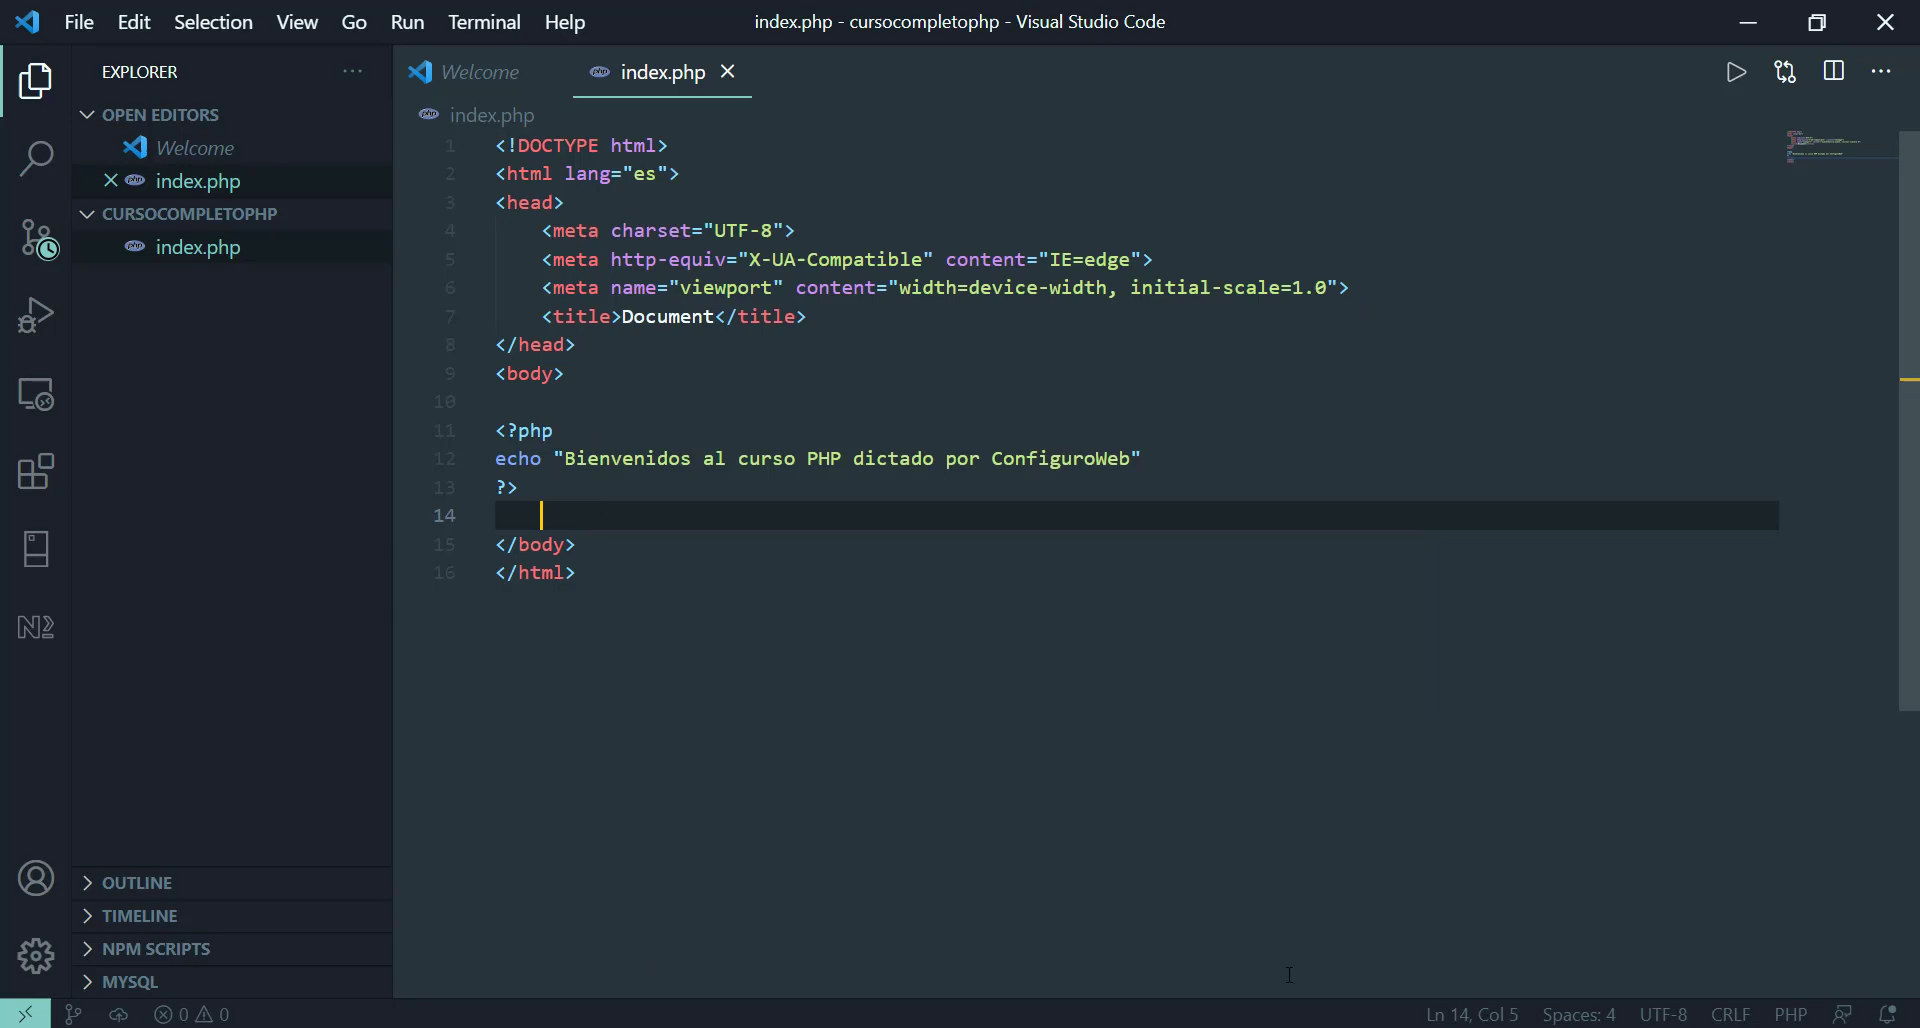 File Edit Selection View Go Run Terminal Help
index.php - cursocompletophp - Visual Studio Code
EXPLORER
OPEN EDITORS
Welcome
index.php
CURSOCOMPLETOPHP
index.php
OUTLINE
TIMELINE
NPM SCRIPTS
MYSQL
Welcome
index.php
index.php
1 <!DOCTYPE html>
2 <html lang="es">
3 <head>
4 <meta charset="UTF-8">
5 <meta http-equiv="X-UA-Compatible" content="IE=edge">
6 <meta name="viewport" content="width=device-width, initial-scale=1.0">
7 <title>Document</title>
8 </head>
9 <body>
10
11 <?php
12 echo "Bienvenidos al curso PHP dictado por ConfiguroWeb"
13 ?>
14
15 </body>
16 </html>
0 0
Ln 14, Col 5 Spaces: 4 UTF-8 CRLF PHP